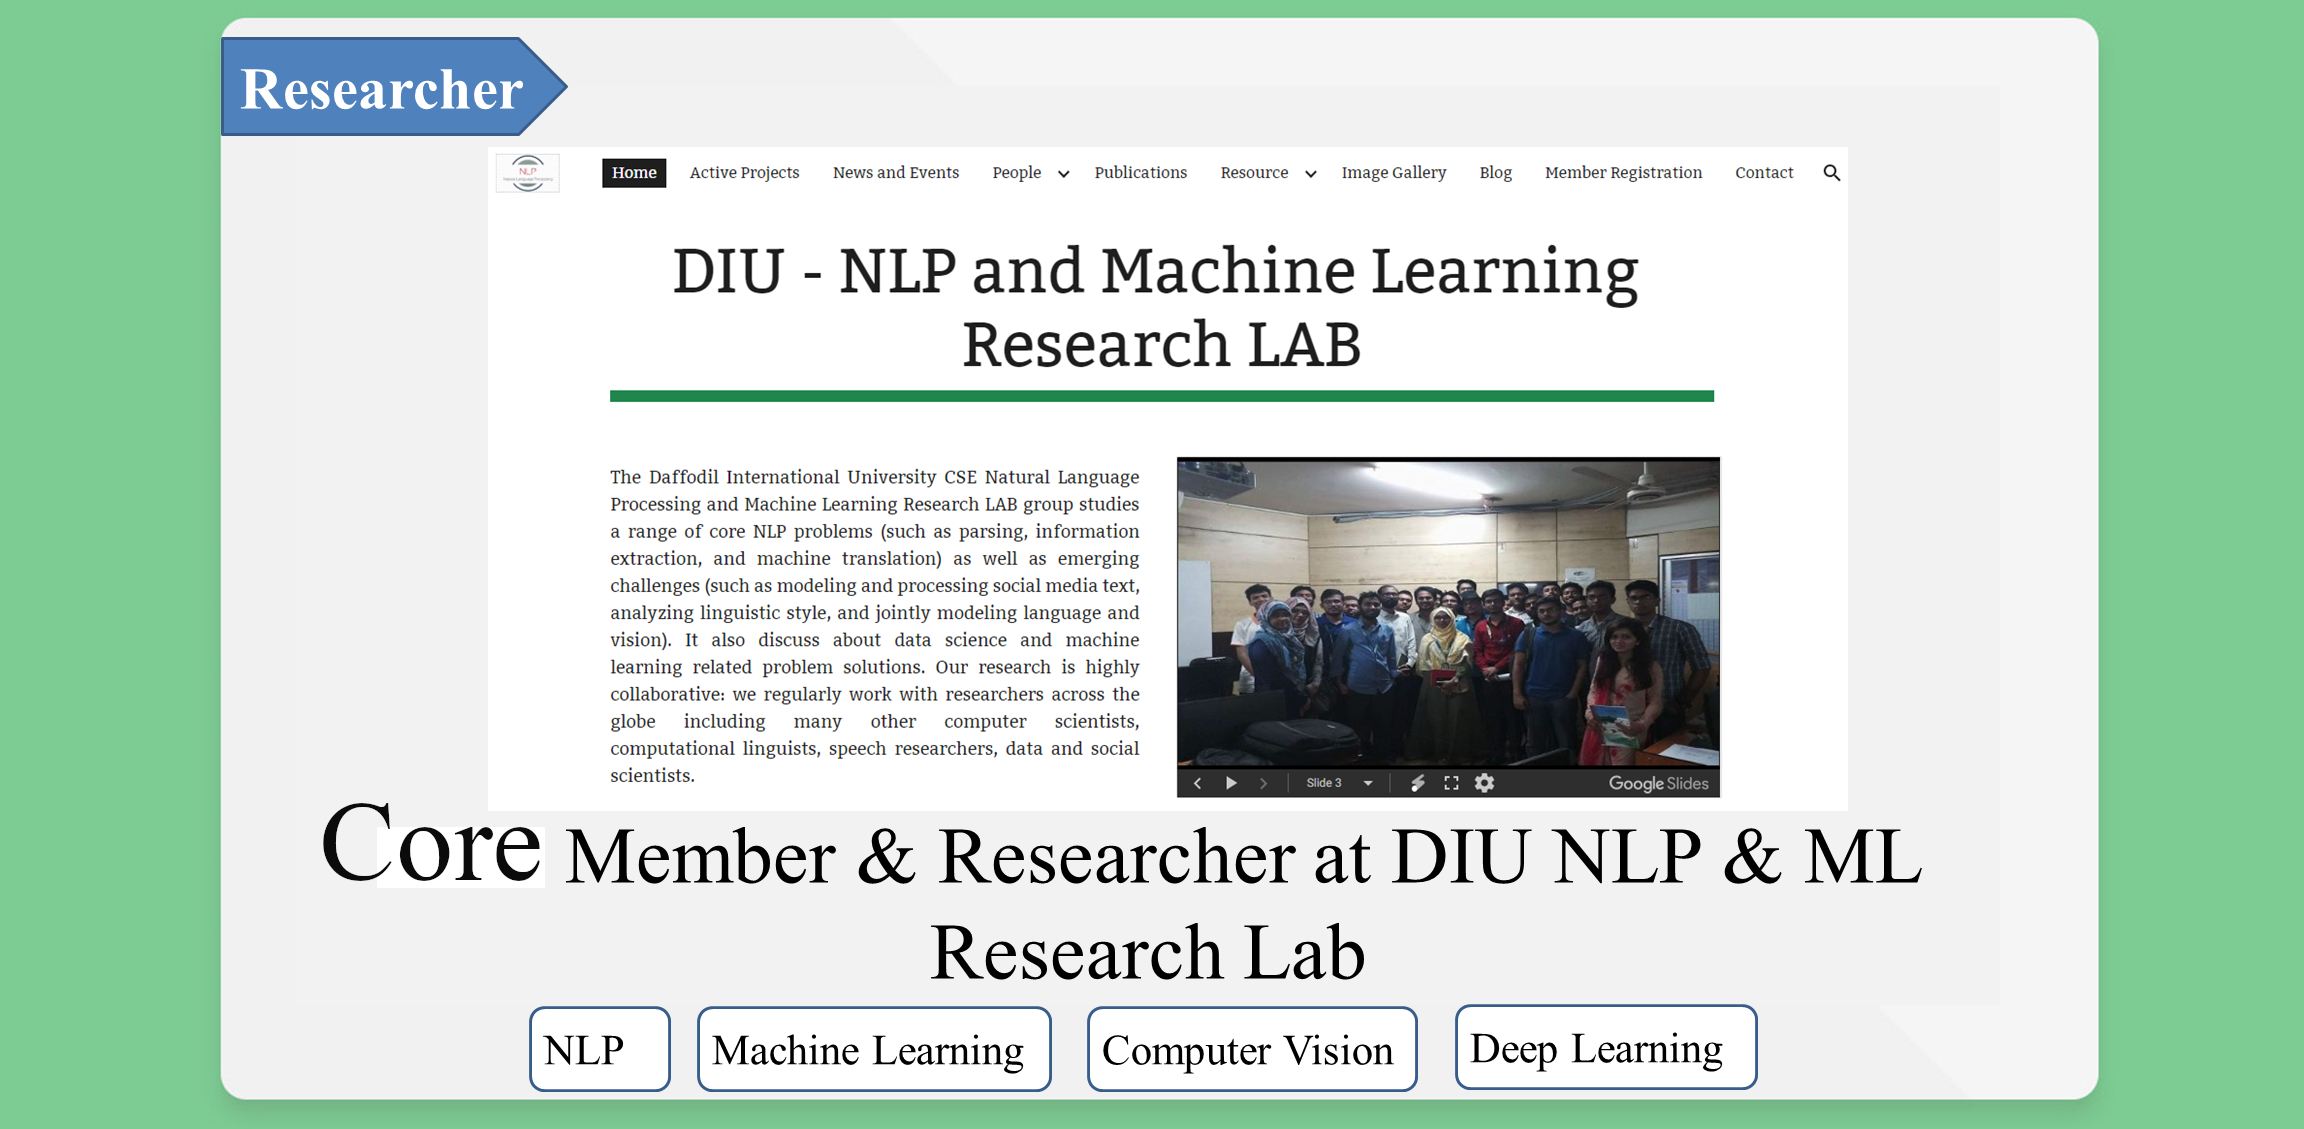 Researcher
NLP
Home Active Projects News and Events People Publications Resource Image Gallery Blog Member Registration Contact
DIU - NLP and Machine Learning
Research LAB
The Daffodil International University CSE Natural Language
Processing and Machine Learning Research LAB group studies
a range of core NLP problems (such as parsing, information
extraction, and machine translation) as well as emerging
challenges (such as modeling and processing social media text,
analyzing linguistic style, and jointly modeling language and
vision). It also discuss about data science and machine
learning related problem solutions. Our research is highly
collaborative: we regularly work with researchers across the
globe including many other computer scientists,
computational linguists, speech researchers, data and social
scientists.
Slide 3 Google Slides
Core Member & Researcher at DIU NLP & ML
Research Lab
NLP Machine Learning Computer Vision Deep Learning